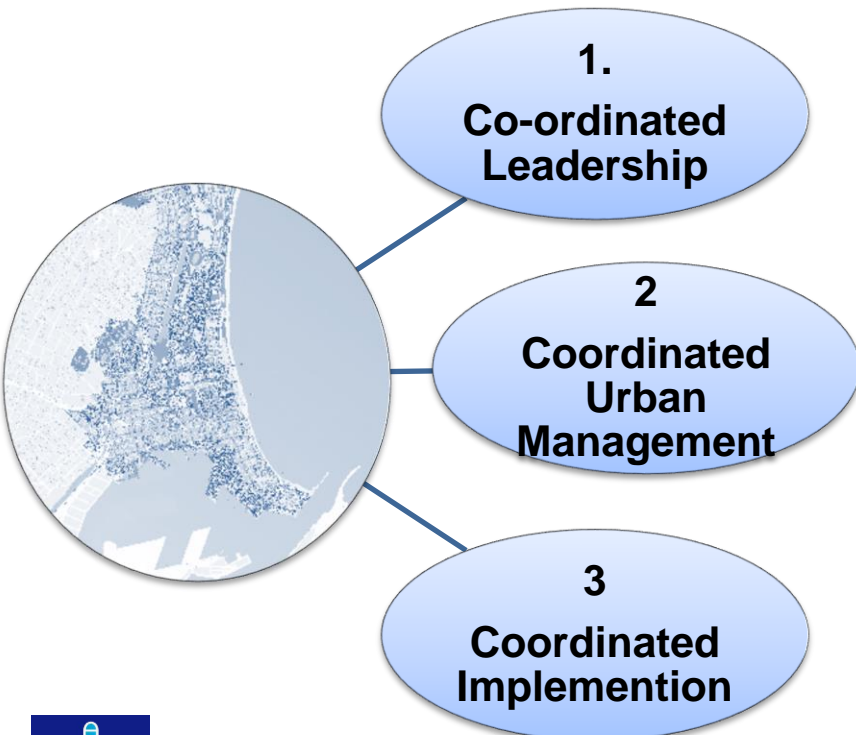 1.
Co-ordinated
Leadership
2
Coordinated
Urban
Management
3
Coordinated
Implemention